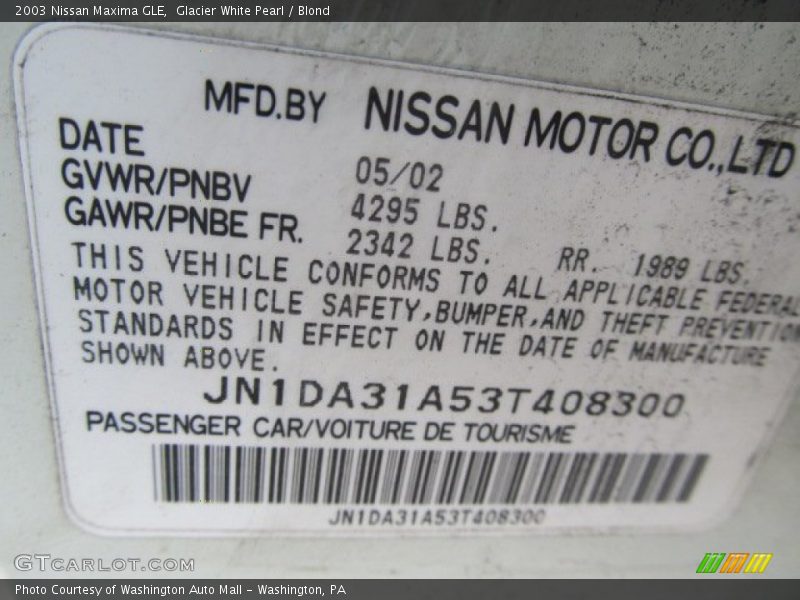 2003 Nissan Maxima GLE,  Glacier White Pearl / Blond
MFD.BY NISSAN MOTOR CO.,LTD
DATE 05/02
GVWR/PNBV 4295 LBS.
GAWR/PNBE FR. 2342 LBS. RR. 1989 LBS.
THIS VEHICLE CONFORMS TO ALL APPLICABLE FEDERAL
MOTOR VEHICLE SAFETY,BUMPER,AND THEFT PREVENTION
STANDARDS IN EFFECT ON THE DATE OF MANUFACTURE
SHOWN ABOVE.
JN1DA31A53T408300
PASSENGER CAR/VOITURE DE TOURISME
JN1DA31A53T408300
GTCARLOT.COM
Photo Courtesy of Washington Auto Mall - Washington, PA